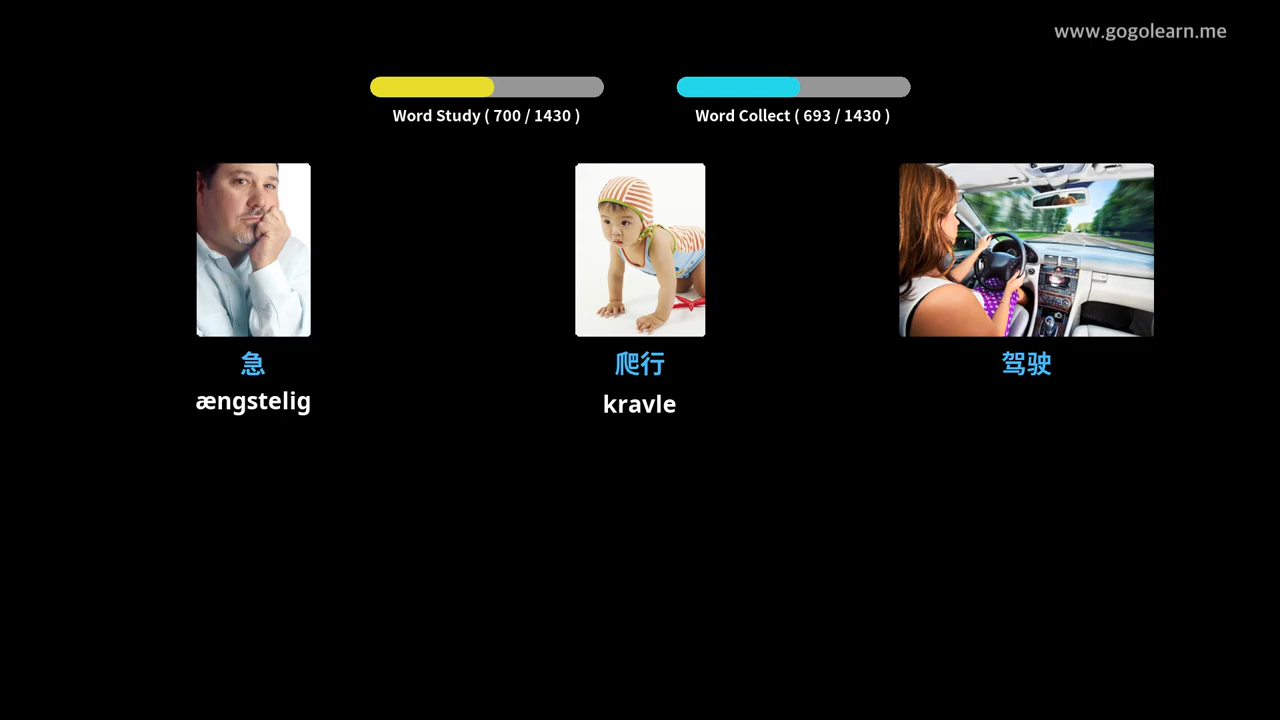 www.gogolearn.me
Word Study ( 700 / 1430 )
Word Collect ( 693 / 1430 )
急
爬行
驾驶
ængstelig
kravle